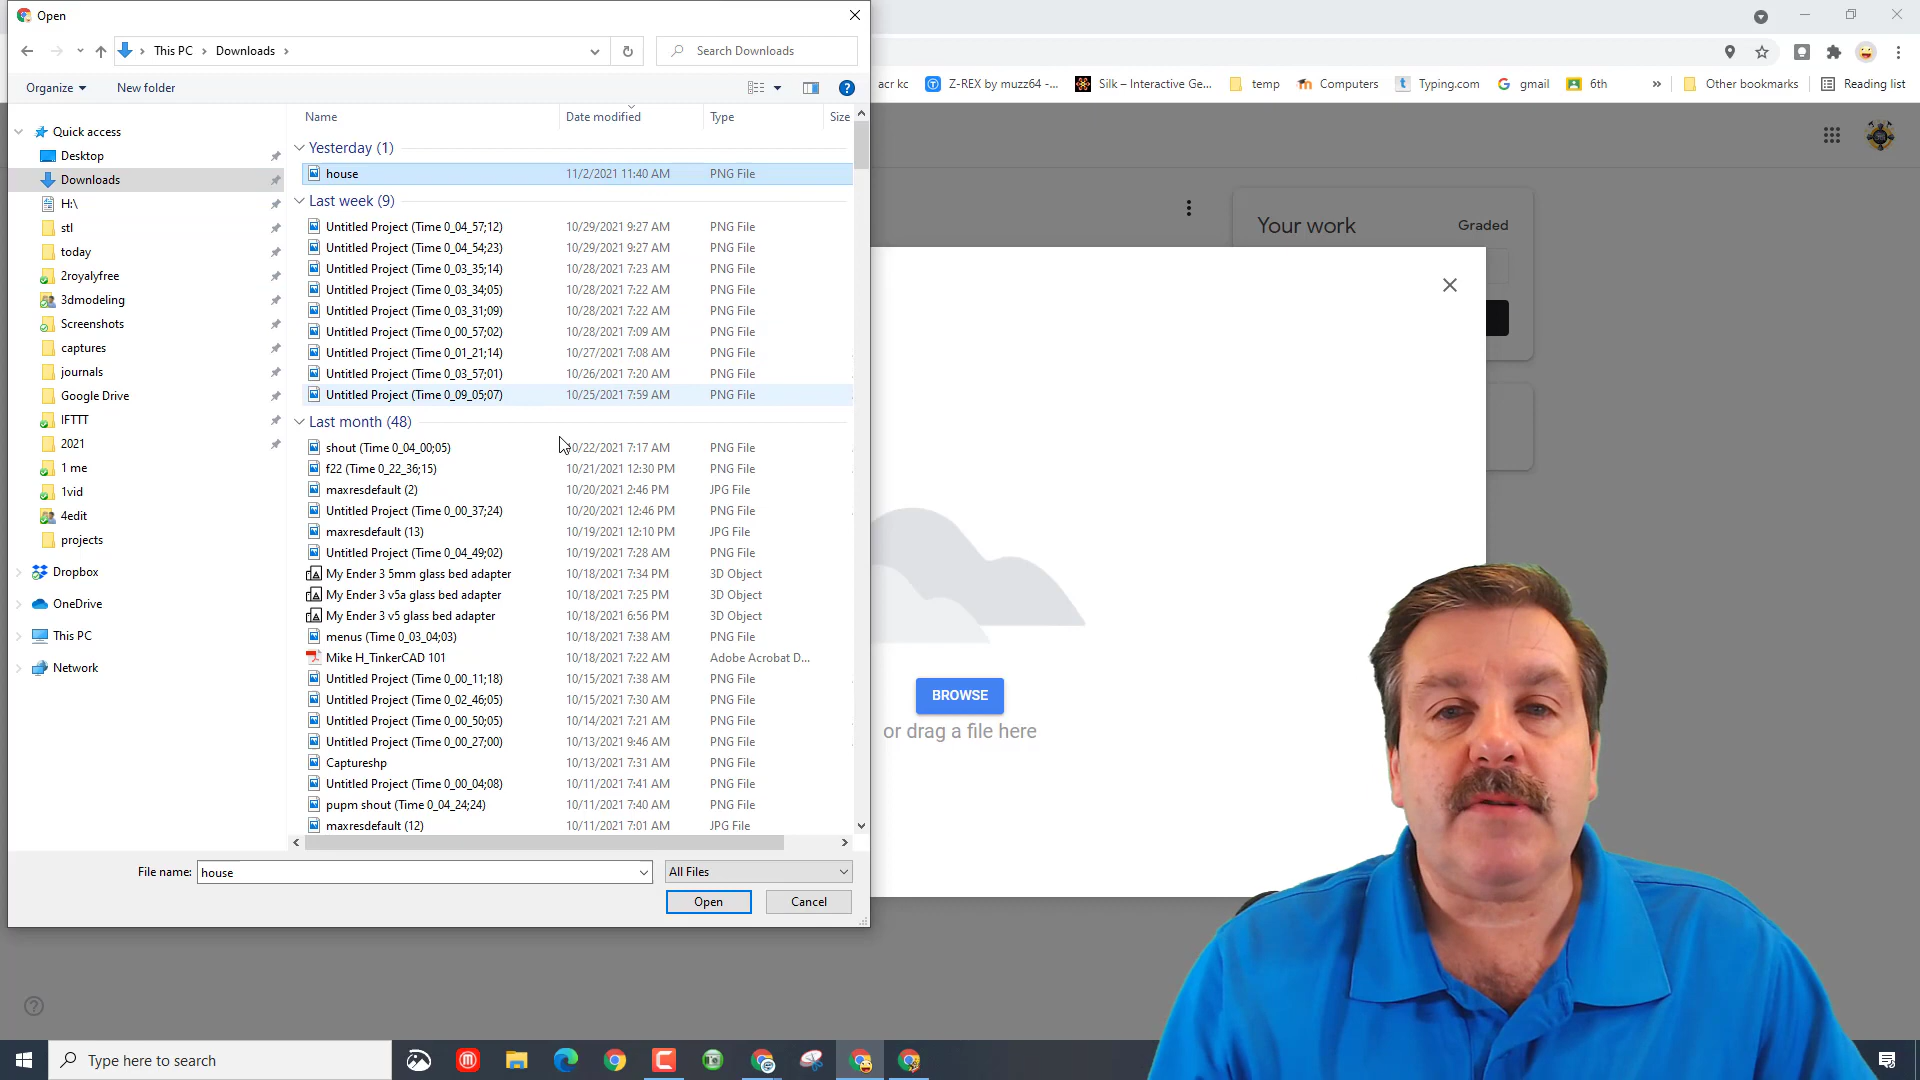 Open
This PC > Downloads >
Search Downloads
Organize
New folder
Name
Date modified
Type
Size
Yesterday (1)
house 11/2/2021 11:40 AM PNG File
Last week (9)
Untitled Project (Time 0_04_57;12) 10/29/2021 9:27 AM PNG File
Untitled Project (Time 0_04_54;23) 10/29/2021 9:27 AM PNG File
Untitled Project (Time 0_03_35;14) 10/28/2021 7:23 AM PNG File
Untitled Project (Time 0_03_34;05) 10/28/2021 7:22 AM PNG File
Untitled Project (Time 0_03_31;09) 10/28/2021 7:22 AM PNG File
Untitled Project (Time 0_00_57;02) 10/28/2021 7:09 AM PNG File
Untitled Project (Time 0_01_21;14) 10/27/2021 7:08 AM PNG File
Untitled Project (Time 0_03_57;01) 10/26/2021 7:20 AM PNG File
Untitled Project (Time 0_09_05;07) 10/25/2021 7:59 AM PNG File
Last month (48)
shout (Time 0_04_00;05) 10/22/2021 7:17 AM PNG File
f22 (Time 0_22_36;15) 10/21/2021 12:30 PM PNG File
maxresdefault (2) 10/20/2021 2:46 PM JPG File
Untitled Project (Time 0_00_37;24) 10/20/2021 12:46 PM PNG File
maxresdefault (13) 10/19/2021 12:10 PM JPG File
Untitled Project (Time 0_04_49;02) 10/19/2021 7:28 AM PNG File
My Ender 3 5mm glass bed adapter 10/18/2021 7:34 PM 3D Object
My Ender 3 v5a glass bed adapter 10/18/2021 7:25 PM 3D Object
My Ender 3 v5 glass bed adapter 10/18/2021 6:56 PM 3D Object
menus (Time 0_03_04;03) 10/18/2021 7:38 AM PNG File
Mike H_TinkerCAD 101 10/18/2021 7:22 AM Adobe Acrobat D...
Untitled Project (Time 0_00_11;18) 10/15/2021 7:38 AM PNG File
Untitled Project (Time 0_02_46;05) 10/15/2021 7:30 AM PNG File
Untitled Project (Time 0_00_50;05) 10/14/2021 7:21 AM PNG File
Untitled Project (Time 0_00_27;00) 10/13/2021 9:46 AM PNG File
Captureshp 10/13/2021 7:31 AM PNG File
Untitled Project (Time 0_00_04;08) 10/11/2021 7:41 AM PNG File
pupm shout (Time 0_04_24;24) 10/11/2021 7:40 AM PNG File
maxresdefault (12) 10/11/2021 7:01 AM JPG File
Quick access
Desktop
Downloads
H:\
stl
today
2royalyfree
3dmodeling
Screenshots
captures
journals
Google Drive
IFTTT
2021
1 me
1vid
4edit
projects
Dropbox
OneDrive
This PC
Network
File name: house
All Files
Open
Cancel
acr kc
Z-REX by muzz64 -...
Silk – Interactive Ge...
temp
Computers
Typing.com
gmail
6th
»
Other bookmarks
Reading list
Your work
Graded
BROWSE
or drag a file here
Type here to search